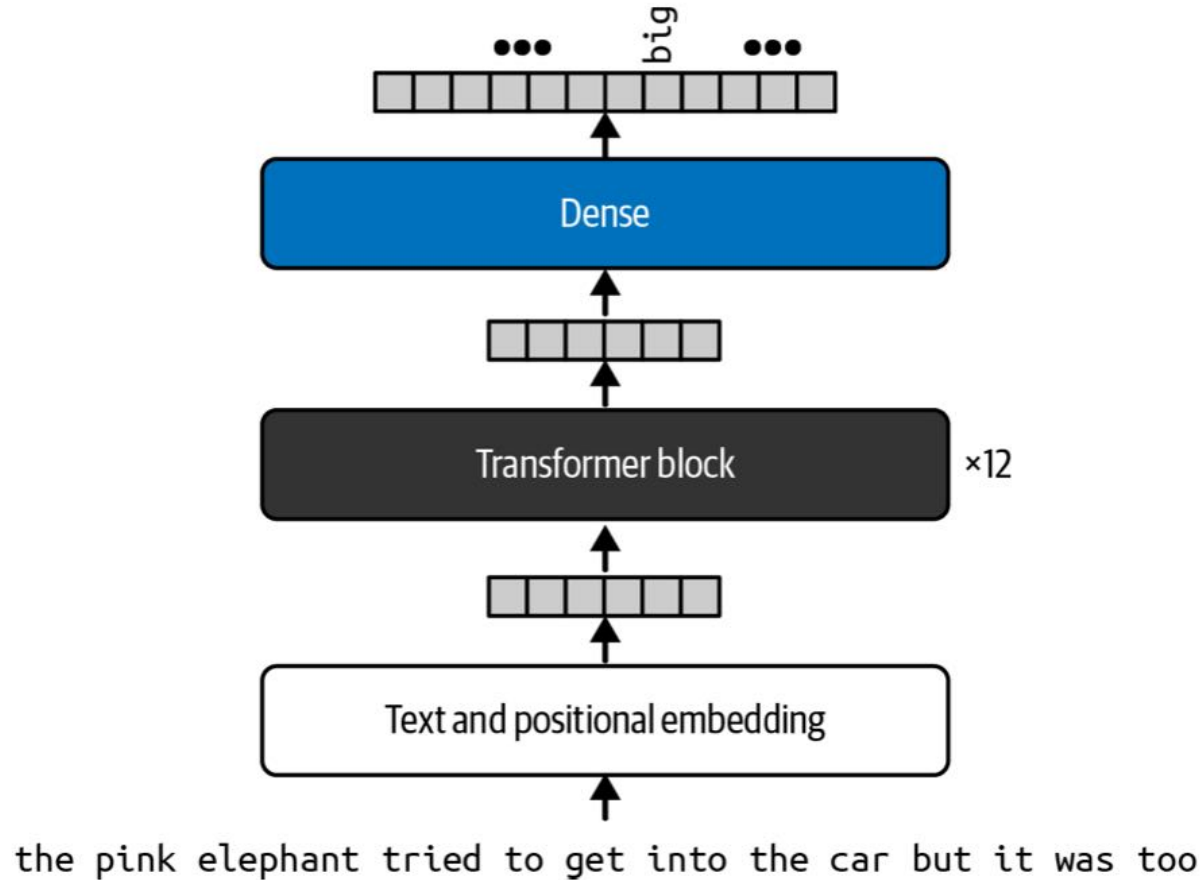 big
Dense
Transformer block
×12
Text and positional embedding
the pink elephant tried to get into the car but it was too